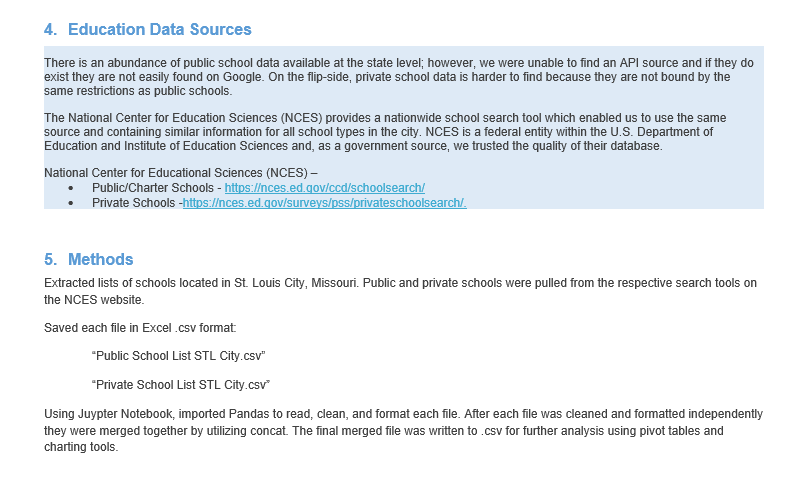 4. Education Data Sources
There is an abundance of public school data available at the state level; however, we were unable to find an API source and if they do
exist they are not easily found on Google. On the flip-side, private school data is harder to find because they are not bound by the
same restrictions as public schools.
The National Center for Education Sciences (NCES) provides a nationwide school search tool which enabled us to use the same
source and containing similar information for all school types in the city. NCES is a federal entity within the U.S. Department of
Education and Institute of Education Sciences and, as a government source, we trusted the quality of their database.
National Center for Educational Sciences (NCES) –
• Public/Charter Schools - https://nces.ed.gov/ccd/schoolsearch/
• Private Schools -https://nces.ed.gov/surveys/pss/privateschoolsearch/.
5. Methods
Extracted lists of schools located in St. Louis City, Missouri. Public and private schools were pulled from the respective search tools on
the NCES website.
Saved each file in Excel .csv format:
“Public School List STL City.csv”
“Private School List STL City.csv”
Using Juypter Notebook, imported Pandas to read, clean, and format each file. After each file was cleaned and formatted independently
they were merged together by utilizing concat. The final merged file was written to .csv for further analysis using pivot tables and
charting tools.